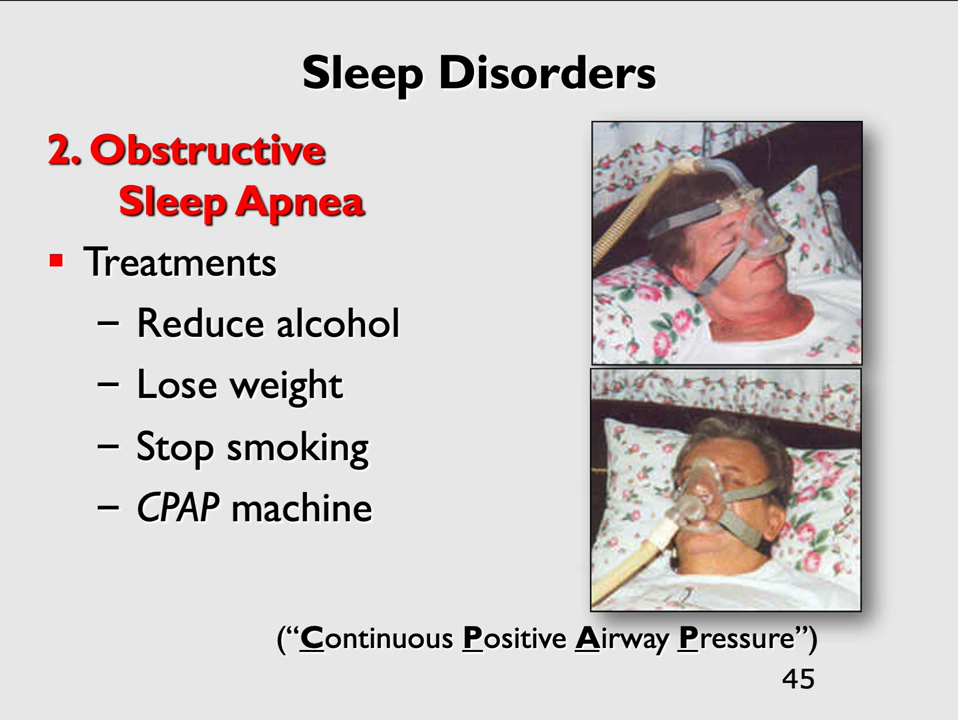 Sleep Disorders
2. Obstructive
Sleep Apnea
▪ Treatments
– Reduce alcohol
– Lose weight
– Stop smoking
– CPAP machine
(“Continuous Positive Airway Pressure”)
45